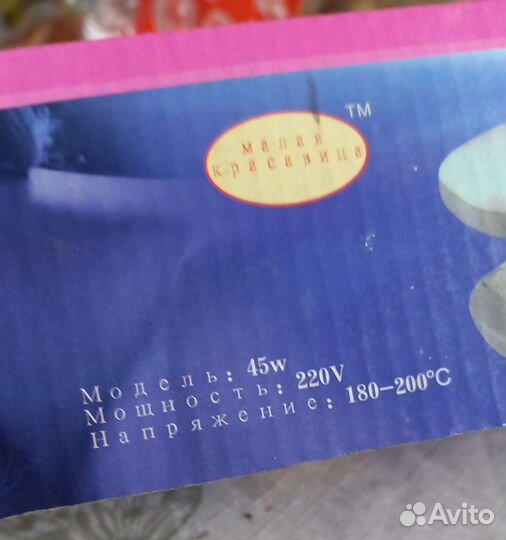 TM
малая
красавица
Модель: 45w
Мощность: 220V
Напряжение: 180-200°C
Avito